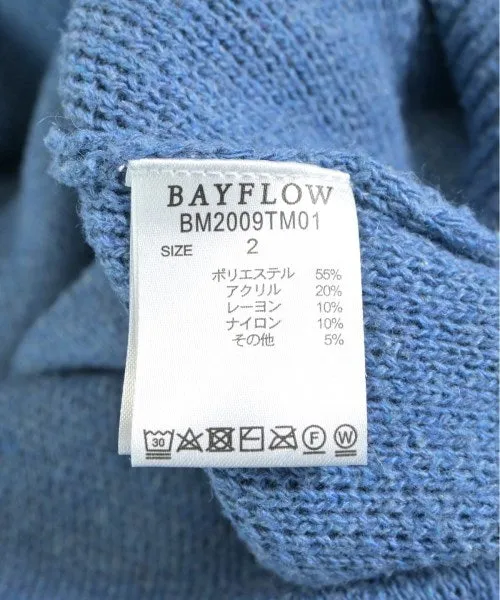 BAYFLOW
BM2009TM01
SIZE 2
ポリエステル 55%
アクリル 20%
レーヨン 10%
ナイロン 10%
その他 5%
30 F W